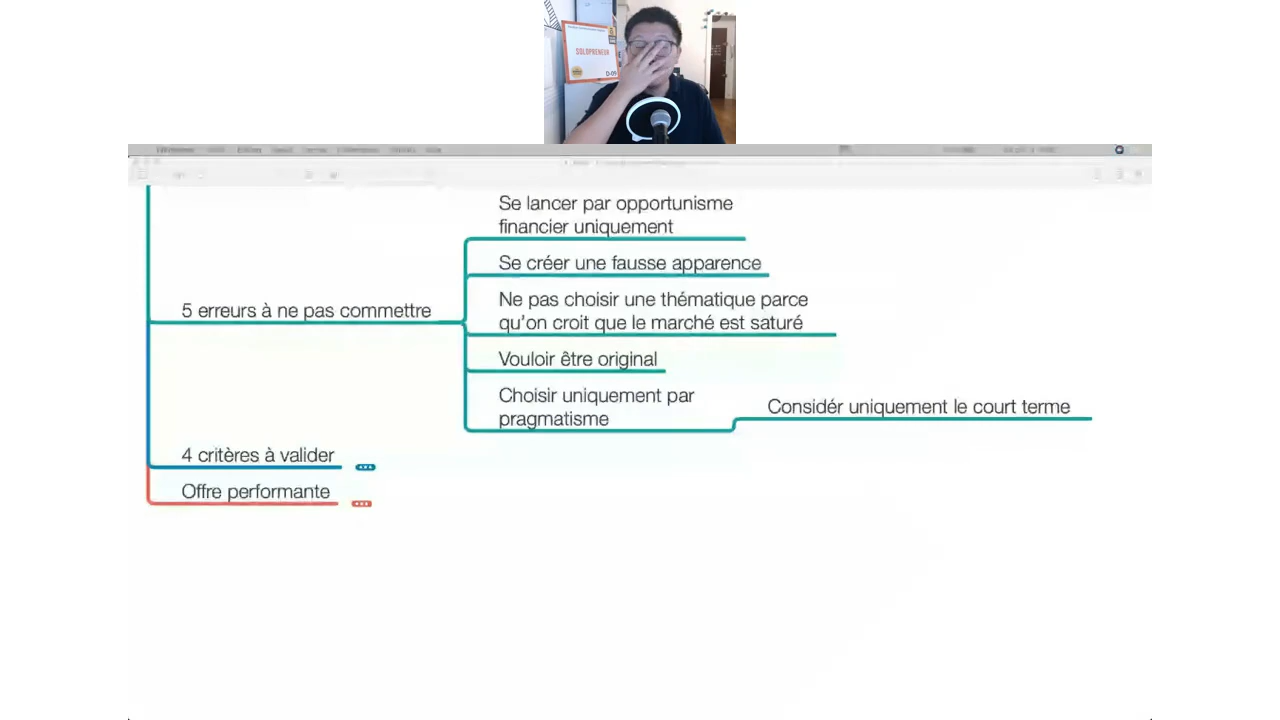 SOLOPRENEUR
Se lancer par opportunisme
financier uniquement
Se créer une fausse apparence
5 erreurs à ne pas commettre
Ne pas choisir une thématique parce
qu'on croit que le marché est saturé
Vouloir être original
Choisir uniquement par
pragmatisme
Considér uniquement le court terme
4 critères à valider
Offre performante